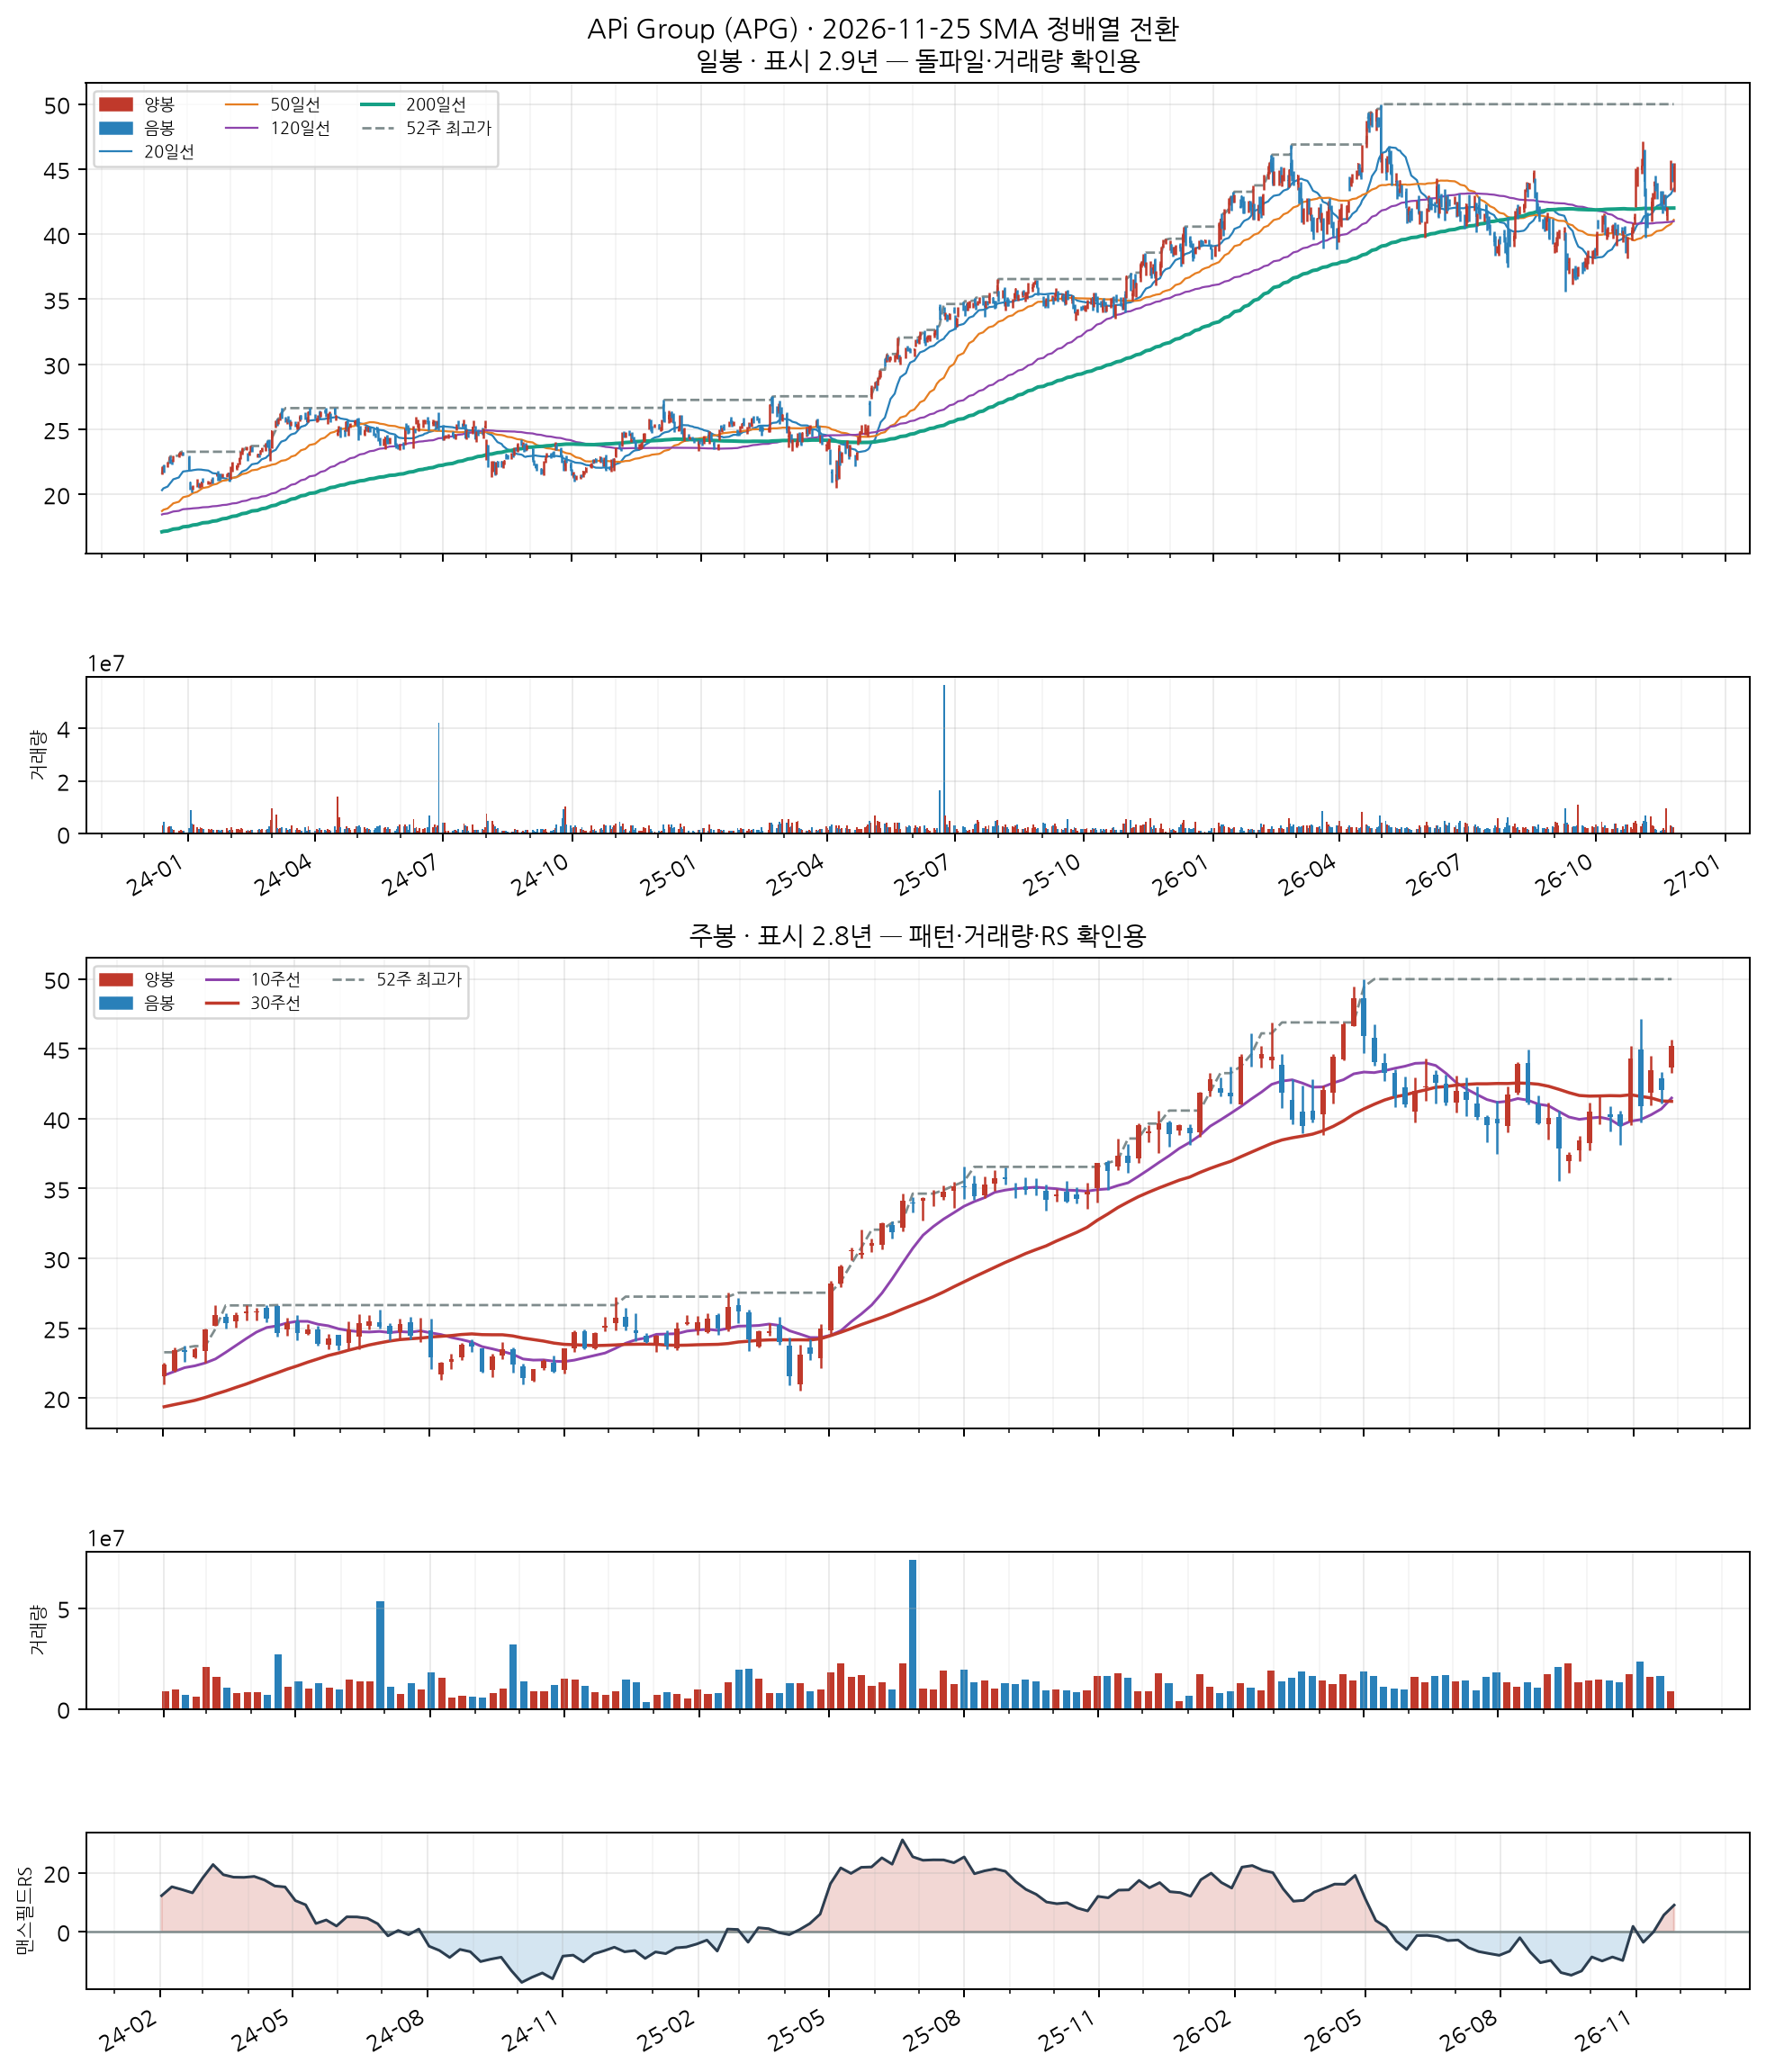 APi Group (APG) · 2026-11-25 SMA 정배열 전환
일봉 · 표시 2.9년 — 돌파일·거래량 확인용
양봉
음봉
20일선
50일선
120일선
200일선
52주 최고가
50
45
40
35
30
25
20
1e7
거래량
4
2
0
24-01
24-04
24-07
24-10
25-01
25-04
25-07
25-10
26-01
26-04
26-07
26-10
27-01
주봉 · 표시 2.8년 — 패턴·거래량·RS 확인용
양봉
음봉
10주선
30주선
52주 최고가
50
45
40
35
30
25
20
1e7
거래량
5
0
맨스필드RS
20
0
24-02
24-05
24-08
24-11
25-02
25-05
25-08
25-11
26-02
26-05
26-08
26-11